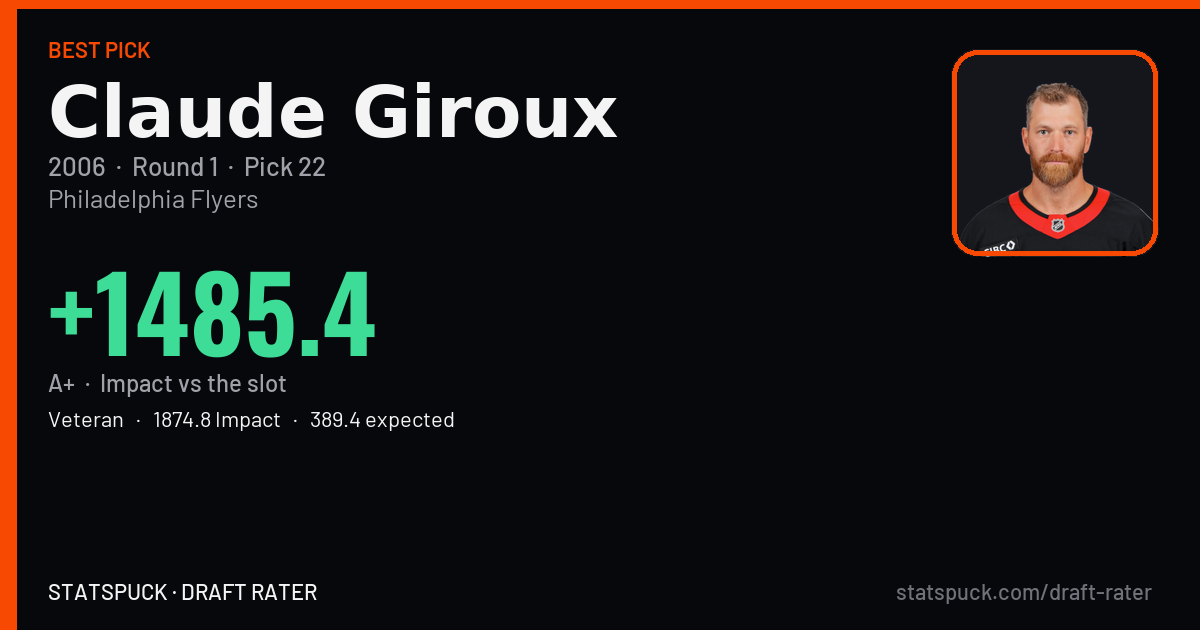 BEST PICK
Claude Giroux
2006 · Round 1 · Pick 22
Philadelphia Flyers
+1485.4
A+ · Impact vs the slot
Veteran · 1874.8 Impact · 389.4 expected
STATSPUCK · DRAFT RATER
statspuck.com/draft-rater